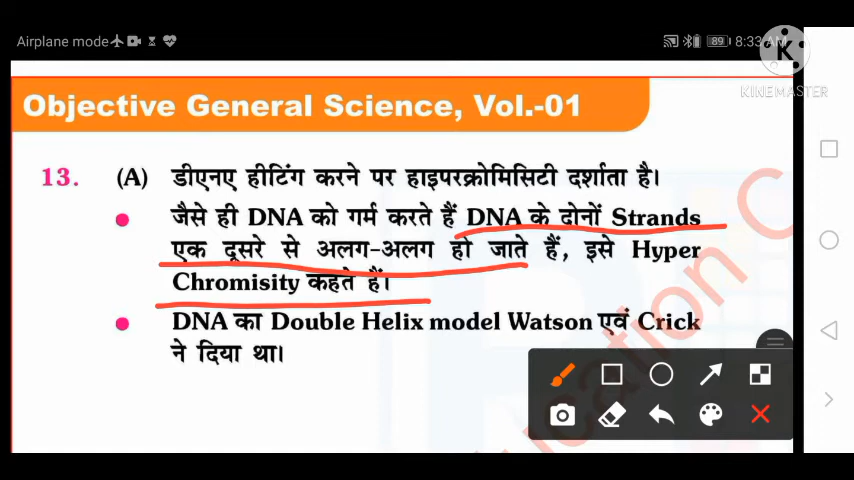 Airplane mode
89 8:33 AM
KINEMASTER
Objective General Science, Vol.-01
13. (A) डीएनए हीटिंग करने पर हाइपरक्रोमिसिटी दर्शाता है।
जैसे ही DNA को गर्म करते हैं DNA के दोनों Strands
एक दूसरे से अलग-अलग हो जाते हैं, इसे Hyper
Chromisity कहते हैं।
DNA का Double Helix model Watson एवं Crick
ने दिया था।